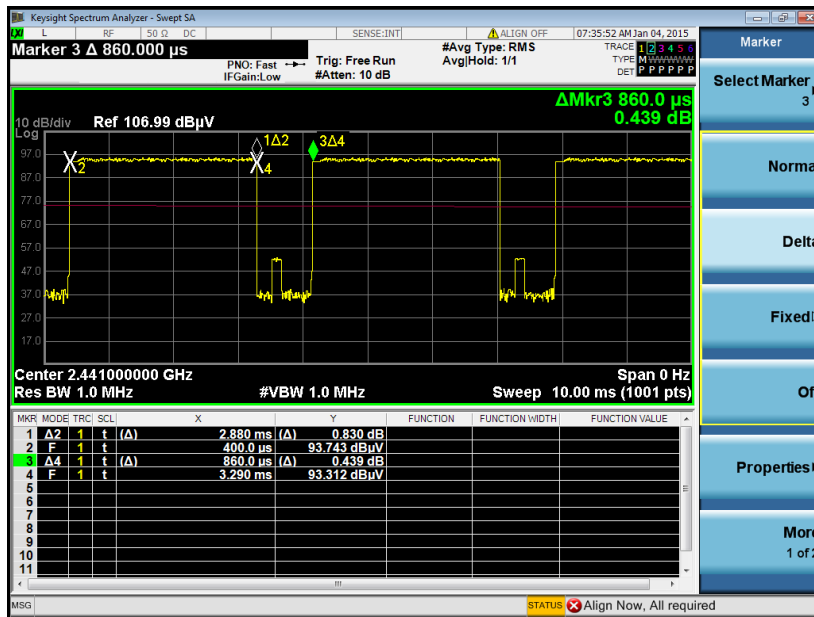 Keysight Spectrum Analyzer - Swept SA
LXI L RF 50 Ω DC SENSE:INT ALIGN OFF 07:35:52 AM Jan 04, 2015
Marker 3 Δ 860.000 µs
PNO: Fast
IFGain:Low
Trig: Free Run
#Atten: 10 dB
#Avg Type: RMS
Avg|Hold: 1/1
TRACE 1 2 3 4 5 6
TYPE M W W W W W
DET P P P P P P
ΔMkr3 860.0 µs
0.439 dB
10 dB/div Ref 106.99 dBµV
Log
97.0
87.0
77.0
67.0
57.0
47.0
37.0
27.0
17.0
2
1Δ2
4
3Δ4
Center 2.441000000 GHz Span 0 Hz
Res BW 1.0 MHz #VBW 1.0 MHz Sweep 10.00 ms (1001 pts)
MKR MODE TRC SCL X Y FUNCTION FUNCTION WIDTH FUNCTION VALUE
1 Δ2 1 t (Δ) 2.880 ms (Δ) 0.830 dB
2 F 1 t 400.0 µs 93.743 dBµV
3 Δ4 1 t (Δ) 860.0 µs (Δ) 0.439 dB
4 F 1 t 3.290 ms 93.312 dBµV
5
6
7
8
9
10
11
MSG STATUS Align Now, All required
Marker
Select Marker
3
Norma
Delta
Fixed
Of
Properties
More
1 of 2